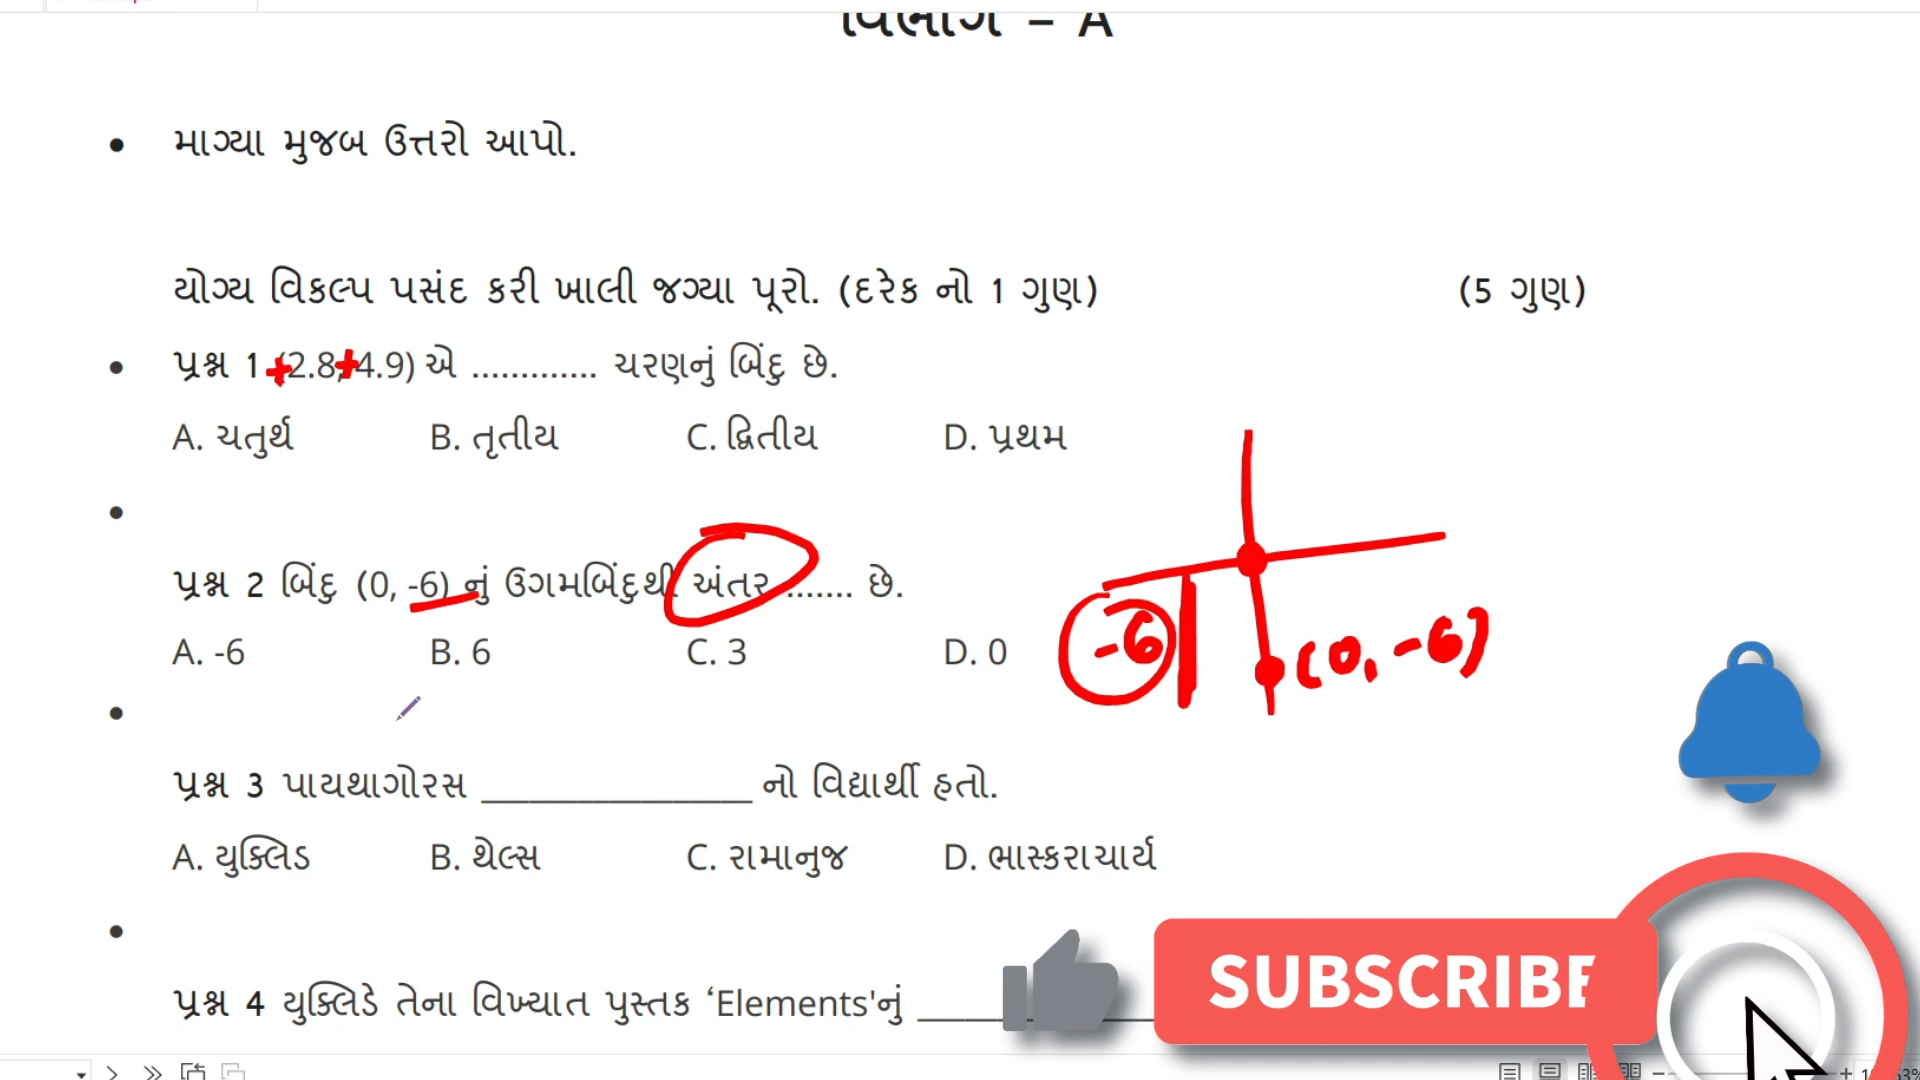 વિભાગ – A
માગ્યા મુજબ ઉત્તરો આપો.
યોગ્ય વિકલ્પ પસંદ કરી ખાલી જગ્યા પૂરો. (દરેક નો 1 ગુણ) (5 ગુણ)
પ્રશ્ન 1 (2.8, 4.9) એ ............. ચરણનું બિંદુ છે.
A. ચતુર્થ B. તૃતીય C. દ્વિતીય D. પ્રથમ
પ્રશ્ન 2 બિંદુ (0, -6) નું ઉગમબિંદુથી અંતર ....... છે.
A. -6 B. 6 C. 3 D. 0
-6 (0, -6)
પ્રશ્ન 3 પાયથાગોરસ _______________ નો વિદ્યાર્થી હતો.
A. યુક્લિડ B. થેલ્સ C. રામાનુજ D. ભાસ્કરાચાર્ય
પ્રશ્ન 4 યુક્લિડે તેના વિખ્યાત પુસ્તક ‘Elements'નું
SUBSCRIBE